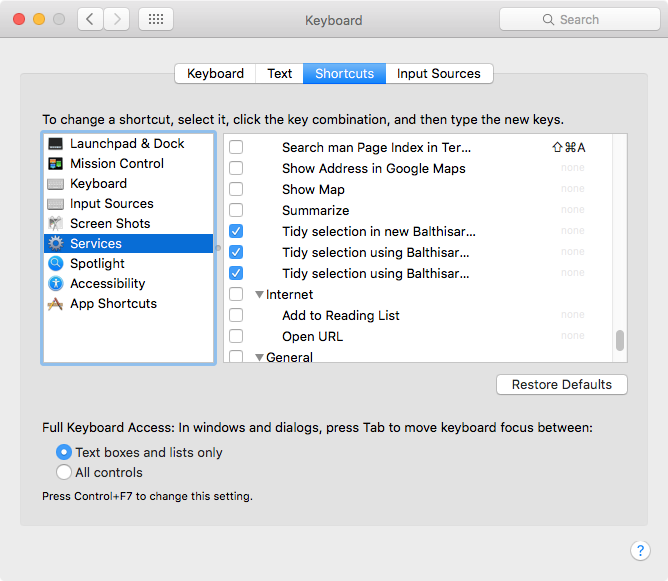 Keyboard
Search
Keyboard Text Shortcuts Input Sources
To change a shortcut, select it, click the key combination, and then type the new keys.
Launchpad & Dock
Mission Control
Keyboard
Input Sources
Screen Shots
Services
Spotlight
Accessibility
App Shortcuts
Search man Page Index in Ter... ⇧⌘A
Show Address in Google Maps none
Show Map none
Summarize none
Tidy selection in new Balthisar... none
Tidy selection using Balthisar... none
Tidy selection using Balthisar... none
Internet
Add to Reading List none
Open URL none
General
Restore Defaults
Full Keyboard Access: In windows and dialogs, press Tab to move keyboard focus between:
Text boxes and lists only
All controls
Press Control+F7 to change this setting.
?